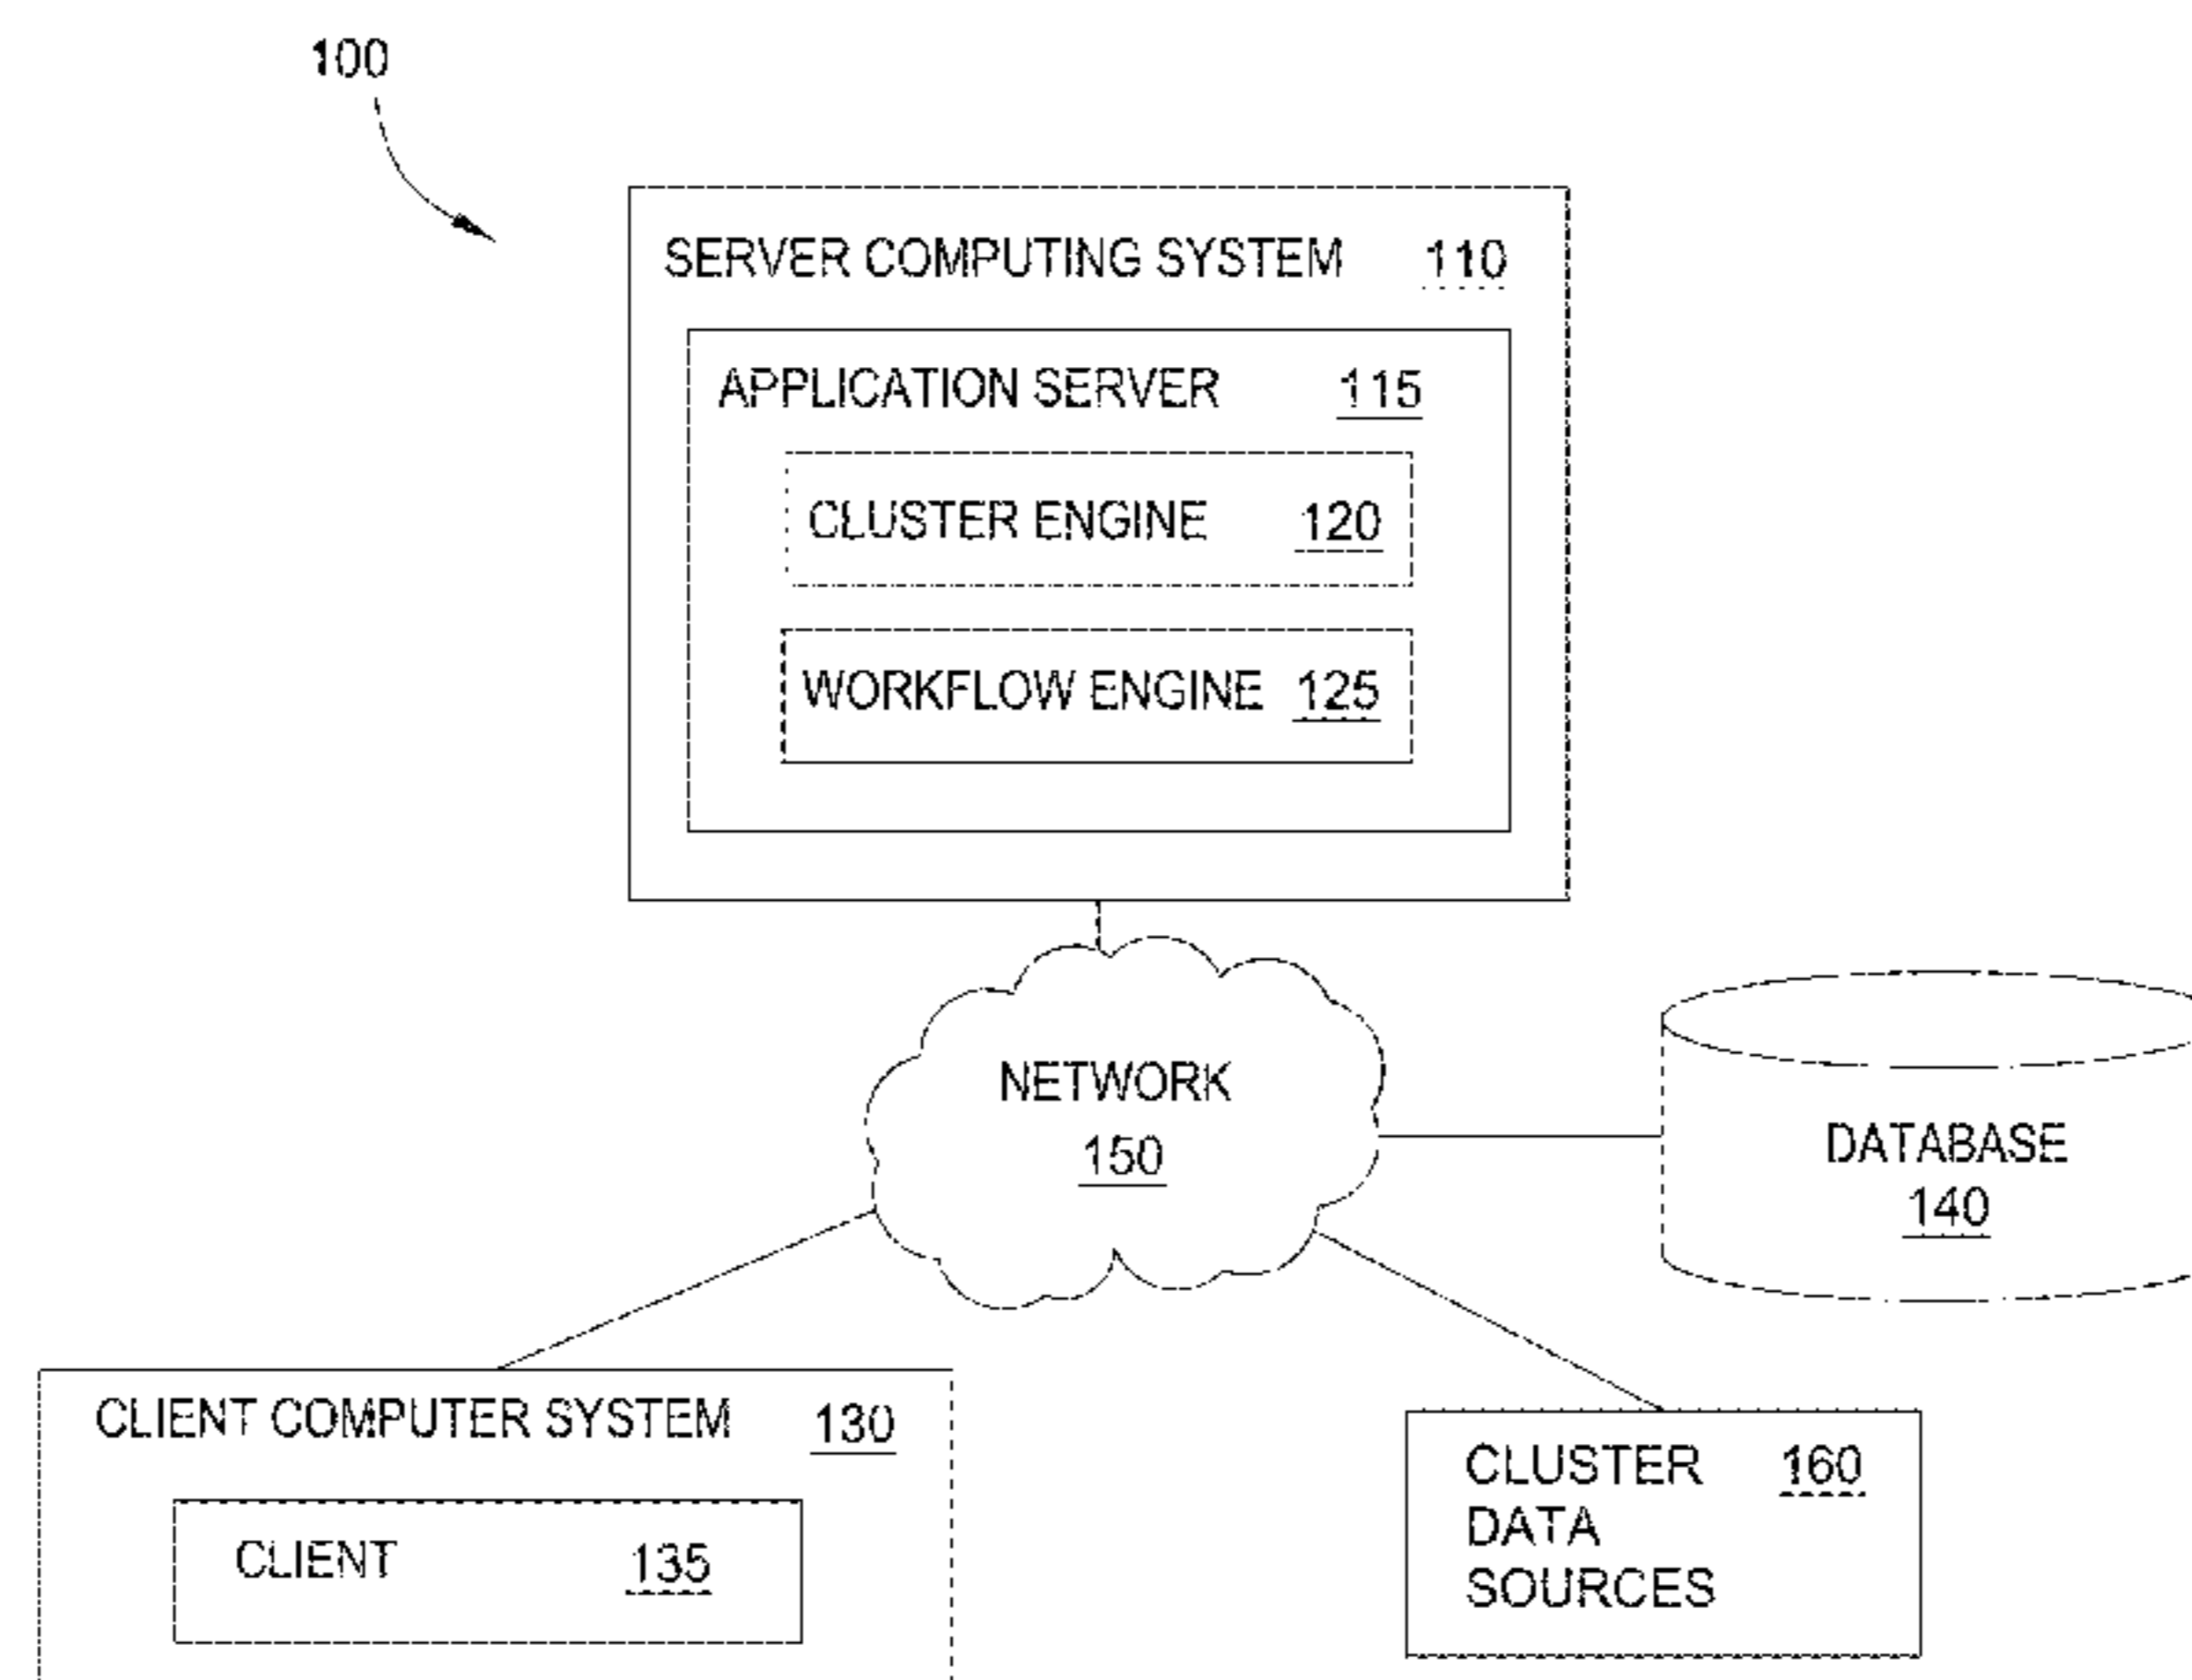 100
SERVER COMPUTING SYSTEM 110
APPLICATION SERVER 115
CLUSTER ENGINE 120
WORKFLOW ENGINE 125
NETWORK
150
DATABASE
140
CLIENT COMPUTER SYSTEM 130
CLIENT 135
CLUSTER 160
DATA
SOURCES